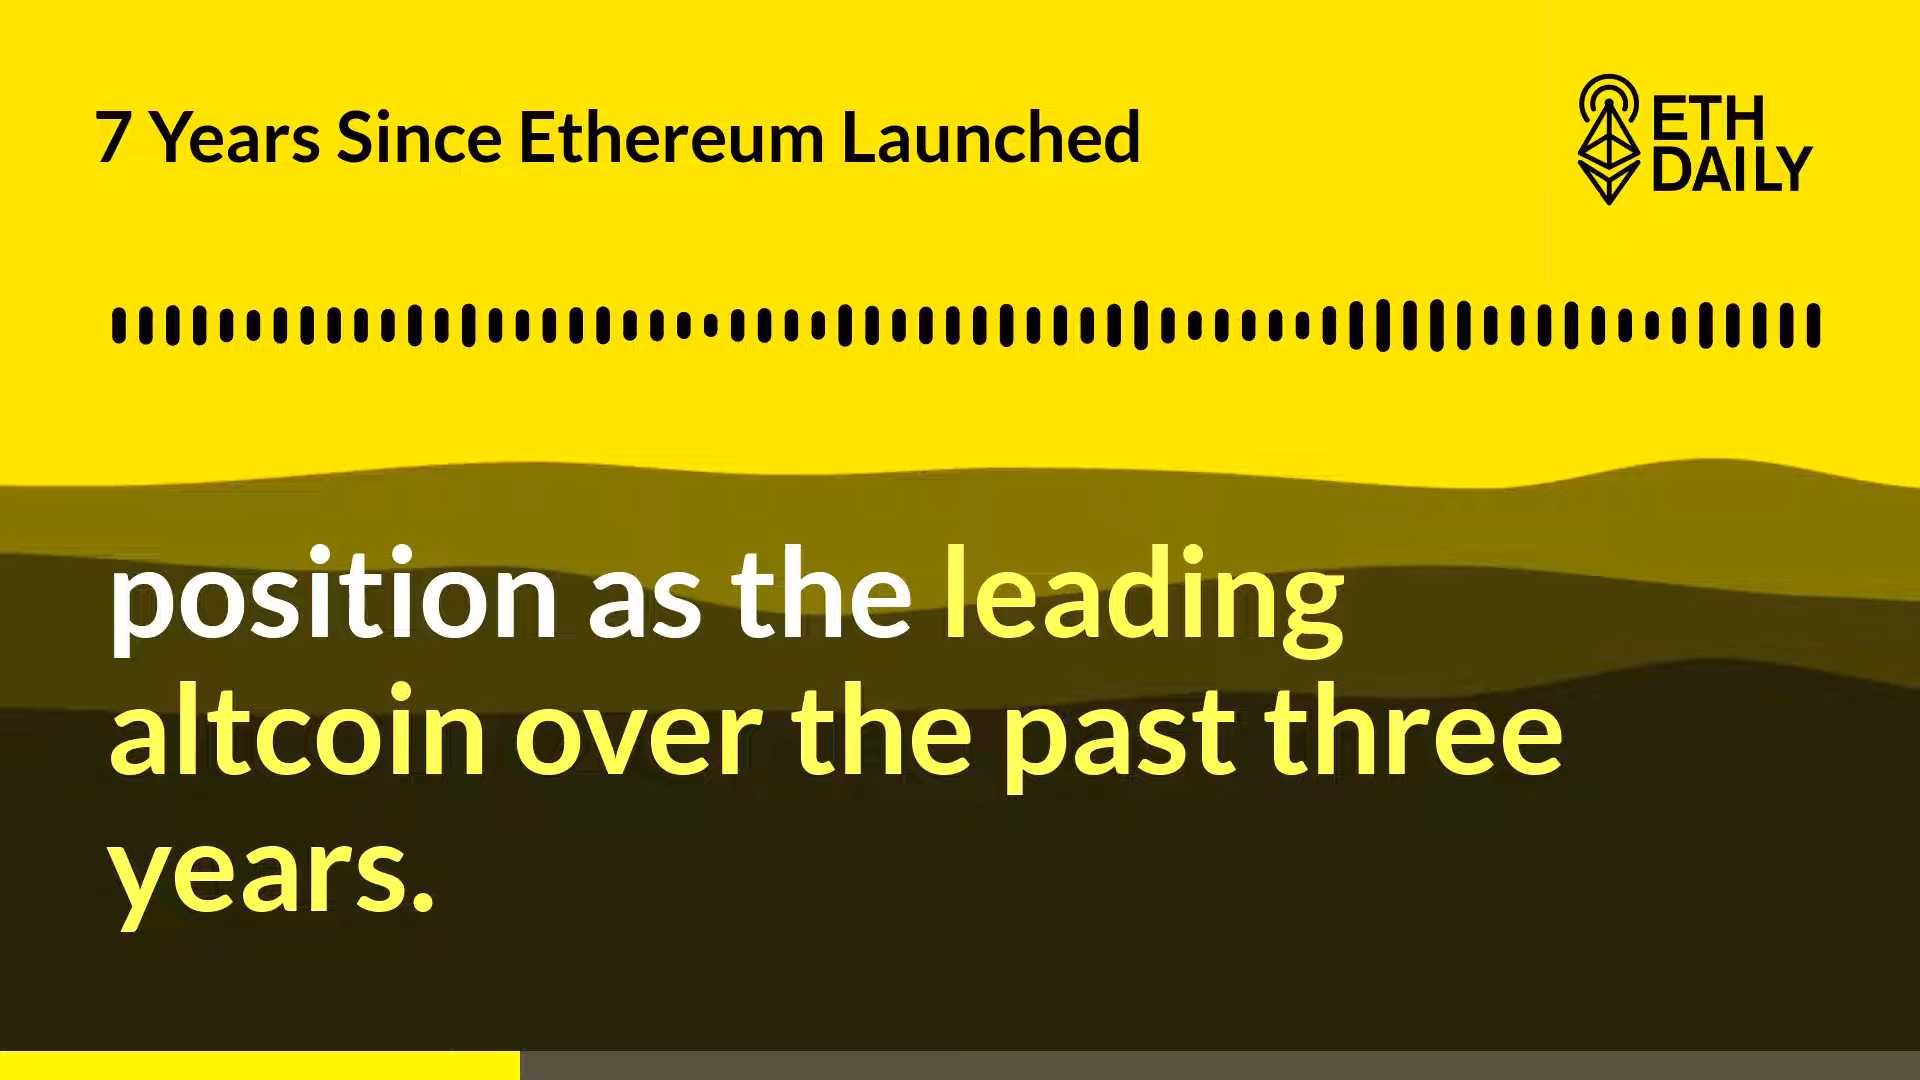 7 Years Since Ethereum Launched
ETH
DAILY
position as the leading
altcoin over the past three
years.